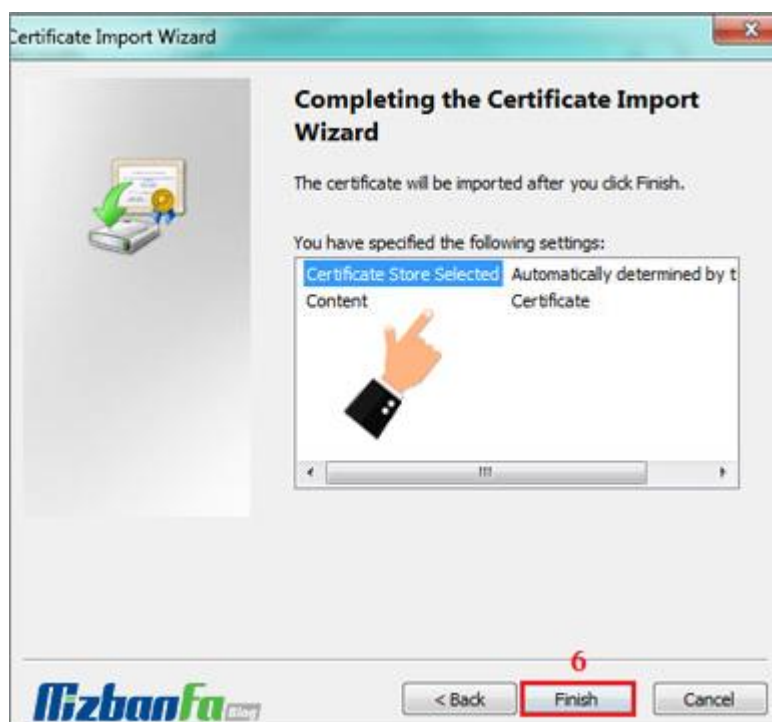 Certificate Import Wizard
Completing the Certificate Import
Wizard
The certificate will be imported after you click Finish.
You have specified the following settings:
Certificate Store Selected Automatically determined by t
Content Certificate
6
MizbanFa Blog
< Back Finish Cancel